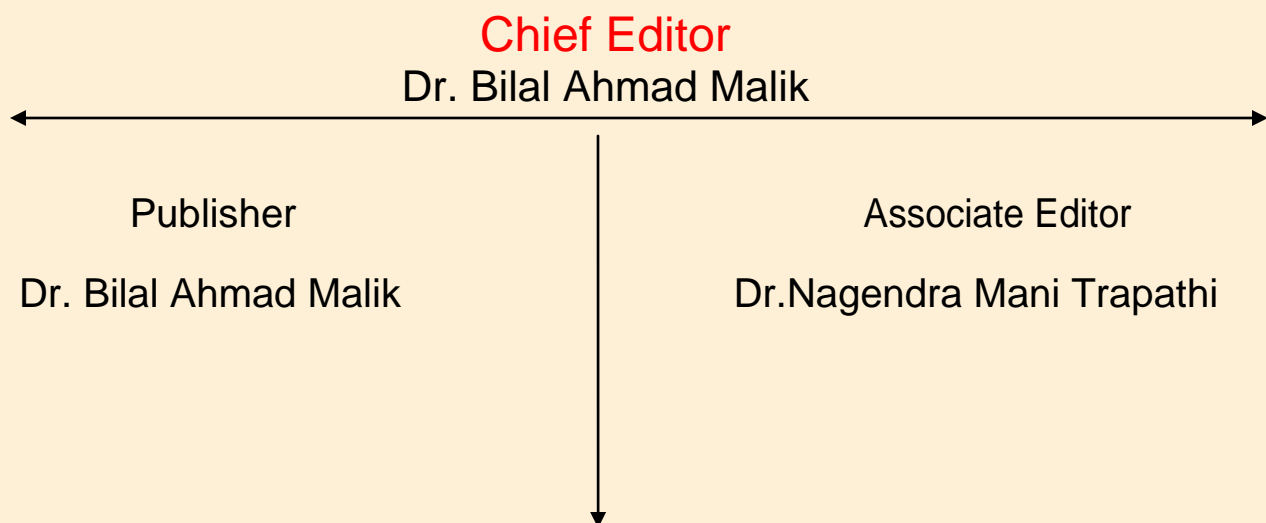 Chief Editor
Dr. Bilal Ahmad Malik
Publisher
Associate Editor
Dr. Bilal Ahmad Malik
Dr.Nagendra Mani Trapathi